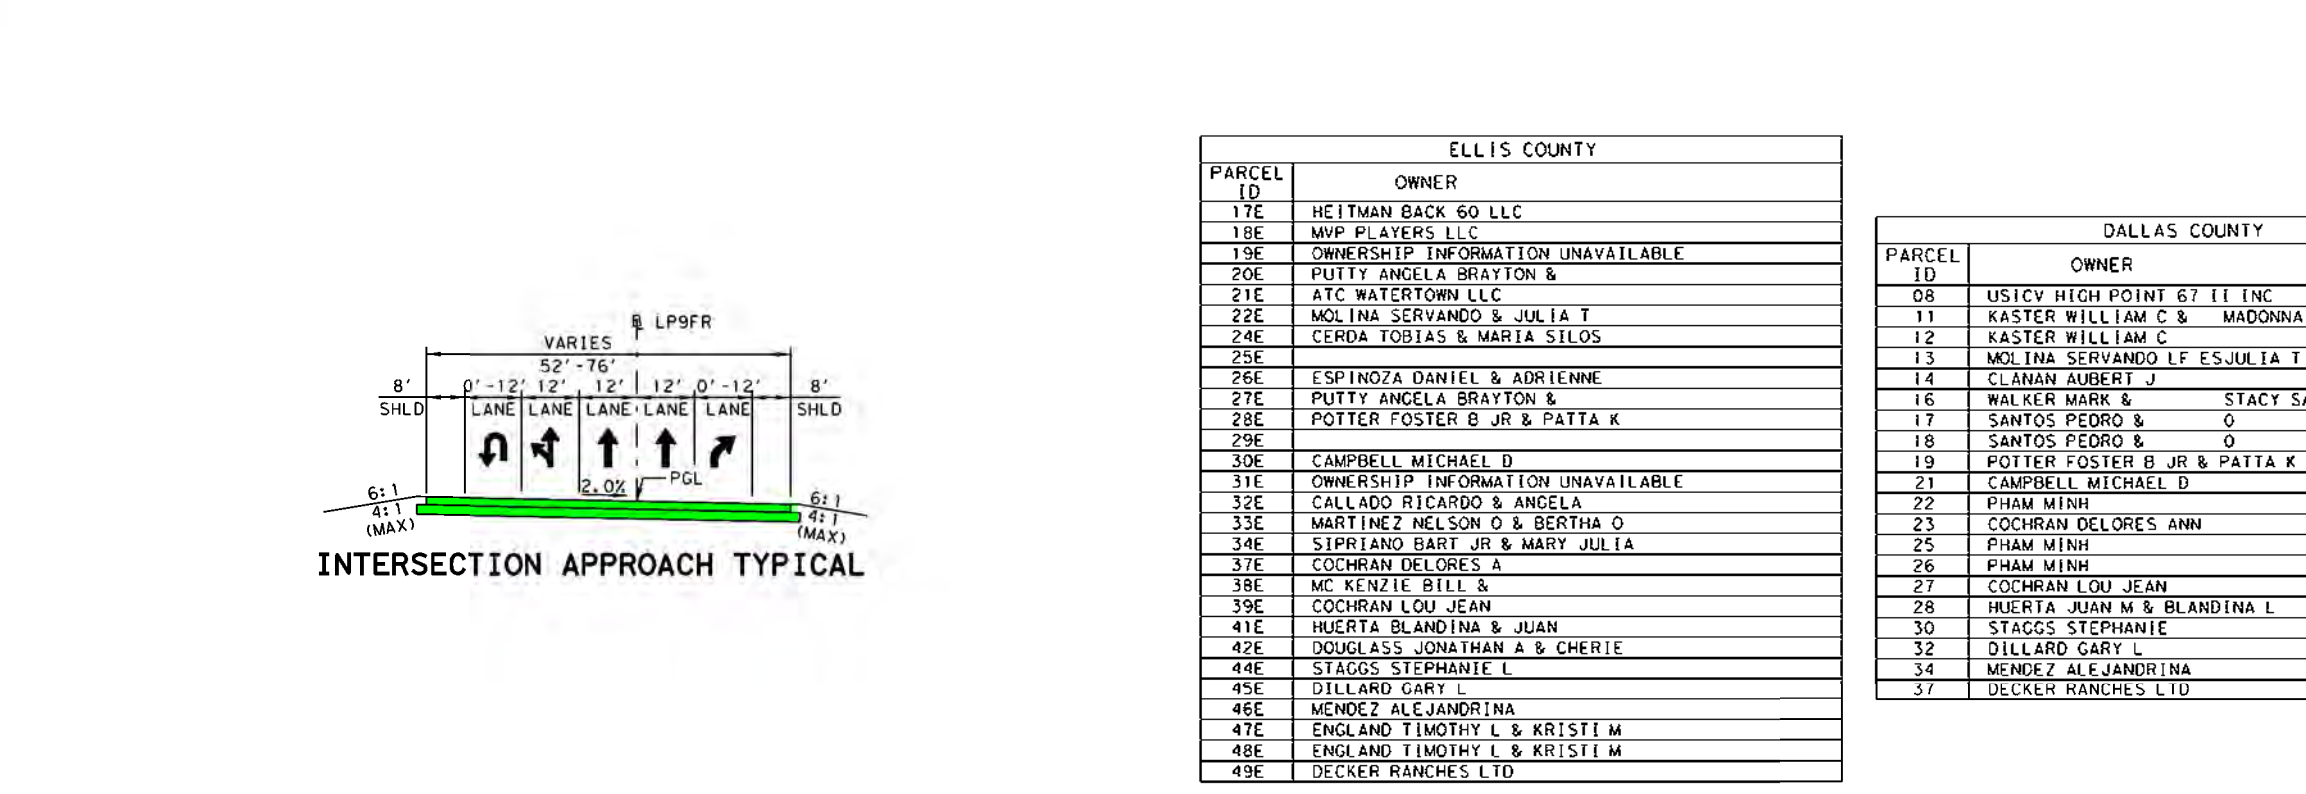 ℄ LP9FR
VARIES
52'-76'
8' 0'-12' 12' 12' 12' 0'-12' 8'
SHLD LANE LANE LANE LANE LANE SHLD
2.0% PGL
6:1 6:1
4:1 4:1
(MAX) (MAX)
INTERSECTION APPROACH TYPICAL
ELLIS COUNTY
PARCEL ID OWNER
17E HEITMAN BACK 60 LLC
18E MVP PLAYERS LLC
19E OWNERSHIP INFORMATION UNAVAILABLE
20E PUTTY ANGELA BRAYTON &
21E ATC WATERTOWN LLC
22E MOLINA SERVANDO & JULIA T
24E CERDA TOBIAS & MARIA SILOS
25E
26E ESPINOZA DANIEL & ADRIENNE
27E PUTTY ANGELA BRAYTON &
28E POTTER FOSTER B JR & PATTA K
29E
30E CAMPBELL MICHAEL D
31E OWNERSHIP INFORMATION UNAVAILABLE
32E CALLADO RICARDO & ANGELA
33E MARTINEZ NELSON O & BERTHA O
34E SIPRIANO BART JR & MARY JULIA
37E COCHRAN DELORES A
38E MC KENZIE BILL &
39E COCHRAN LOU JEAN
41E HUERTA BLANDINA & JUAN
42E DOUGLASS JONATHAN A & CHERIE
44E STAGGS STEPHANIE L
45E DILLARD GARY L
46E MENDEZ ALEJANDRINA
47E ENGLAND TIMOTHY L & KRISTI M
48E ENGLAND TIMOTHY L & KRISTI M
49E DECKER RANCHES LTD
DALLAS COUNTY
PARCEL ID OWNER
08 USICV HIGH POINT 67 II INC
11 KASTER WILLIAM C & MADONNA
12 KASTER WILLIAM C
13 MOLINA SERVANDO LF ESJULIA T
14 CLANAN AUBERT J
16 WALKER MARK & STACY
17 SANTOS PEDRO & O
18 SANTOS PEDRO & O
19 POTTER FOSTER B JR & PATTA K
21 CAMPBELL MICHAEL D
22 PHAM MINH
23 COCHRAN DELORES ANN
25 PHAM MINH
26 PHAM MINH
27 COCHRAN LOU JEAN
28 HUERTA JUAN M & BLANDINA L
30 STAGGS STEPHANIE
32 DILLARD GARY L
34 MENDEZ ALEJANDRINA
37 DECKER RANCHES LTD